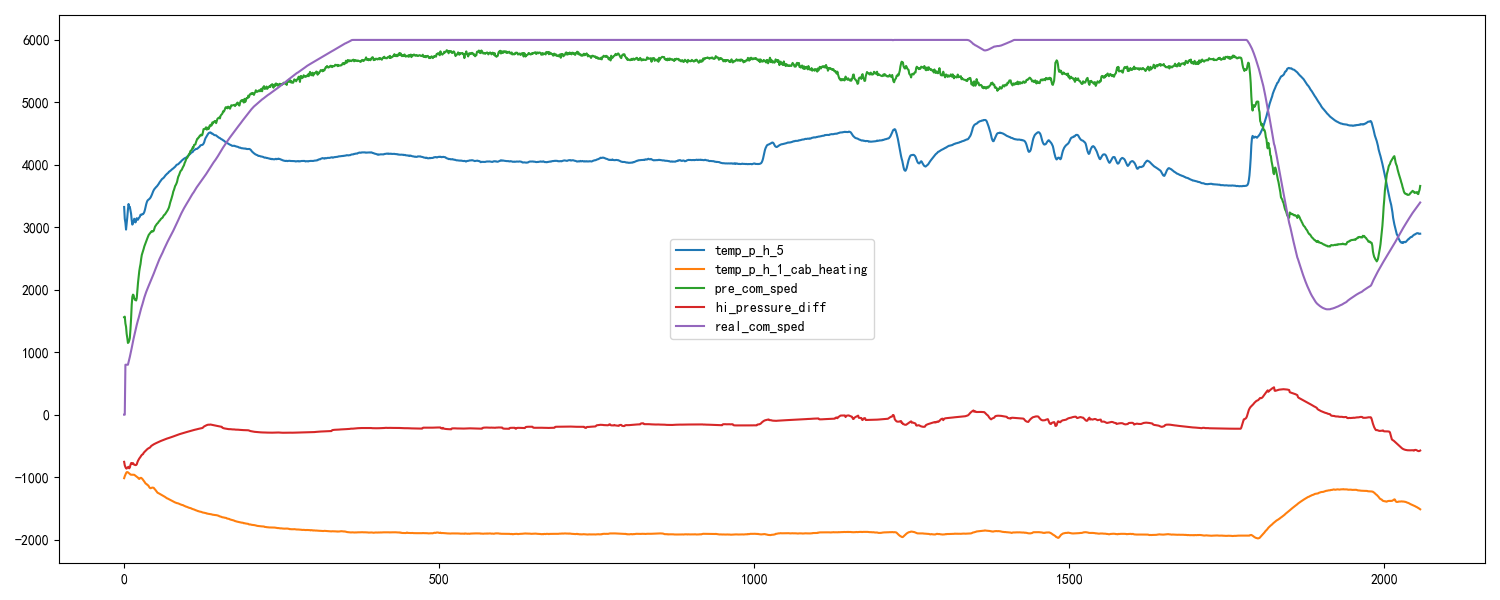 6000
5000
4000
3000
2000
1000
0
−1000
−2000
temp_p_h_5
temp_p_h_1_cab_heating
pre_com_sped
hi_pressure_diff
real_com_sped
0
500
1000
1500
2000